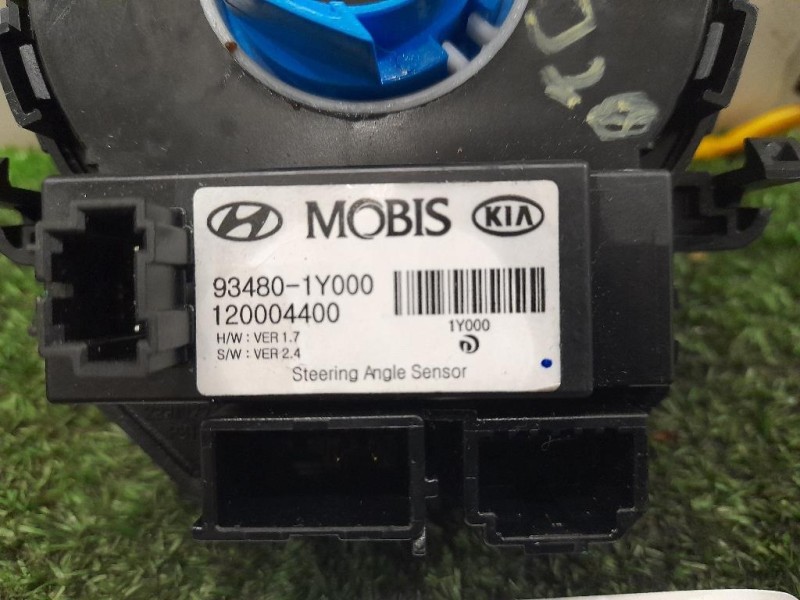 MOBIS KIA
93480-1Y000
120004400
H/W : VER 1.7
S/W : VER 2.4
1Y000
Steering Angle Sensor